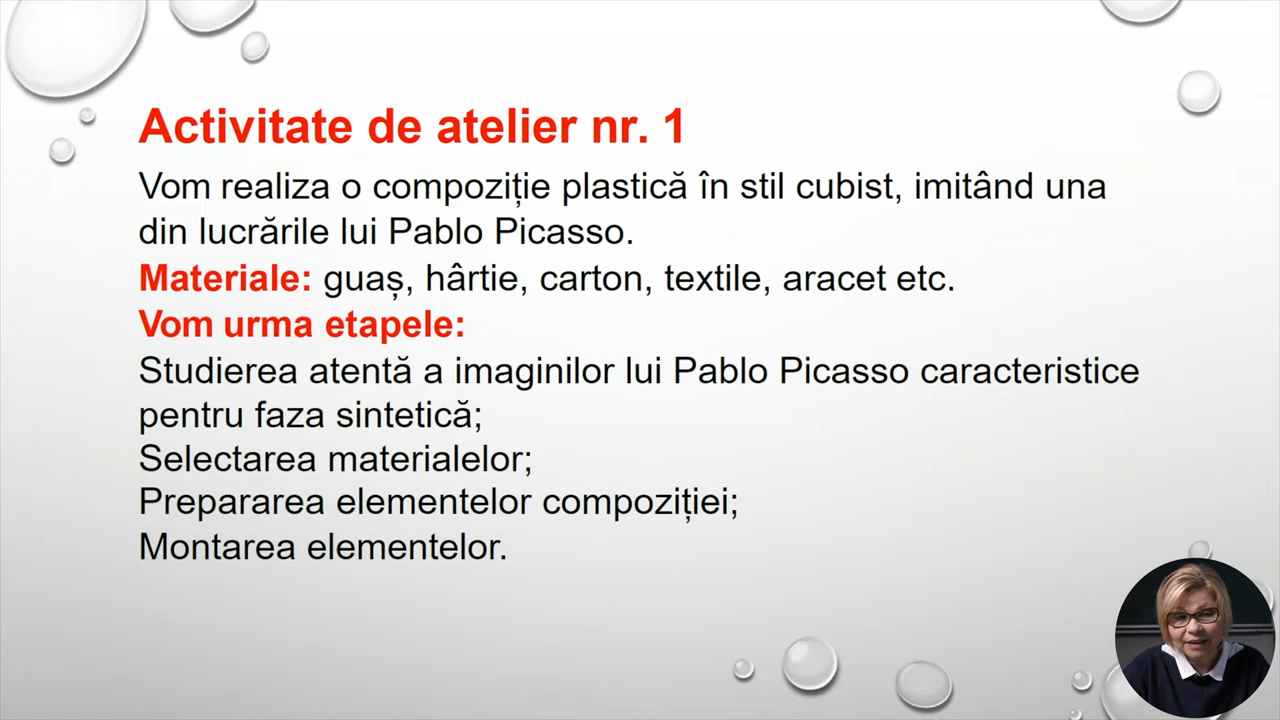 Activitate de atelier nr. 1
Vom realiza o compoziție plastică în stil cubist, imitând una
din lucrările lui Pablo Picasso.
Materiale: guaș, hârtie, carton, textile, aracet etc.
Vom urma etapele:
Studierea atentă a imaginilor lui Pablo Picasso caracteristice
pentru faza sintetică;
Selectarea materialelor;
Prepararea elementelor compoziției;
Montarea elementelor.